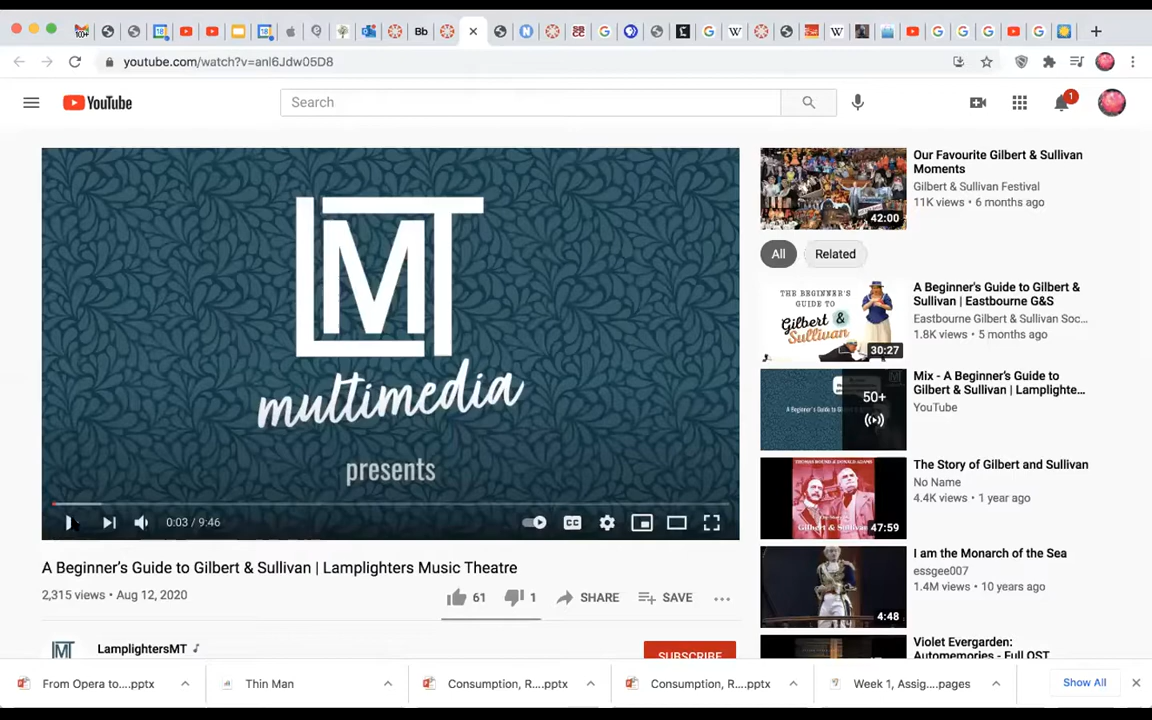 youtube.com/watch?v=anl6Jdw05D8
YouTube
Search
1
LMT
multimedia
presents
0:03 / 9:46
CC
A Beginner's Guide to Gilbert & Sullivan | Lamplighters Music Theatre
2,315 views • Aug 12, 2020
61
1
SHARE
SAVE
LamplightersMT
SUBSCRIBE
Our Favourite Gilbert & Sullivan Moments
Gilbert & Sullivan Festival
11K views • 6 months ago
42:00
All
Related
THE BEGINNER'S
GUIDE TO
Gilbert &
Sullivan
30:27
A Beginner's Guide to Gilbert &
Sullivan | Eastbourne G&S
Eastbourne Gilbert & Sullivan Soc...
1.8K views • 5 months ago
50+
Mix - A Beginner's Guide to
Gilbert & Sullivan | Lamplighte...
YouTube
47:59
The Story of Gilbert and Sullivan
No Name
4.4K views • 1 year ago
4:48
I am the Monarch of the Sea
essgee007
1.4M views • 10 years ago
Violet Evergarden:
Automemories - Full OST
From Opera to....pptx
Thin Man
Consumption, R....pptx
Consumption, R....pptx
Week 1, Assig....pages
Show All